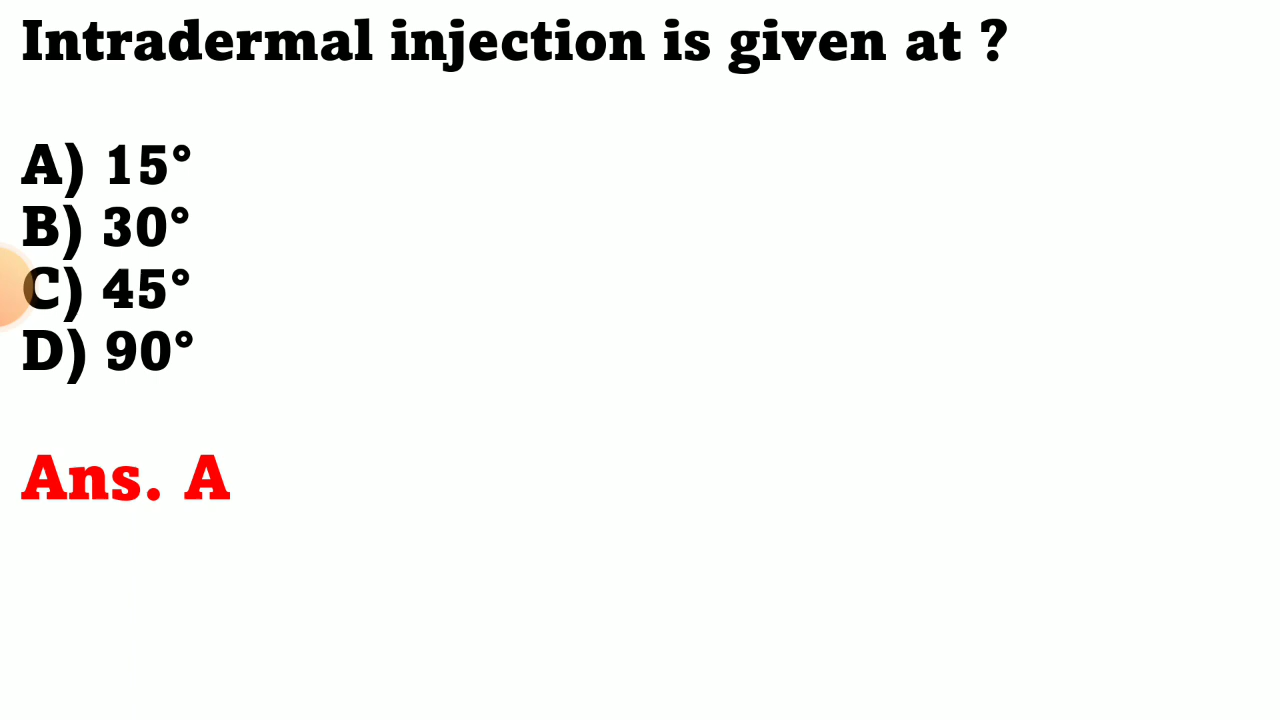 Intradermal injection is given at ?
A) 15°
B) 30°
C) 45°
D) 90°
Ans. A